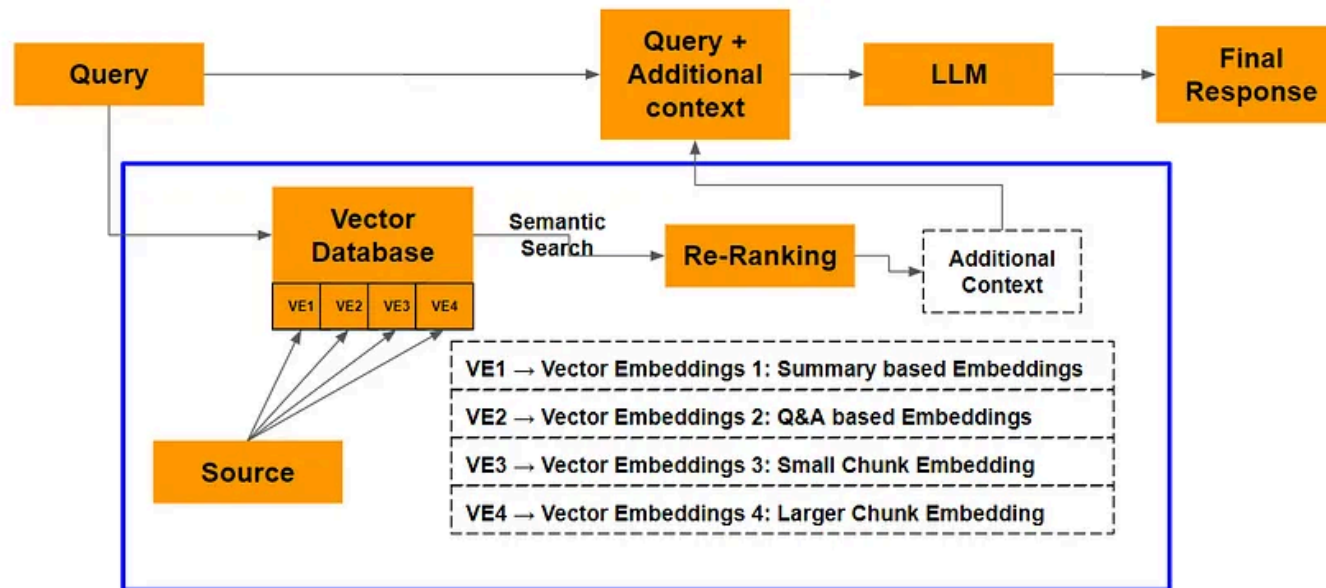 Query
Query +
Additional
context
LLM
Final
Response
Vector
Database
VE1
VE2
VE3
VE4
Semantic
Search
Re-Ranking
Additional
Context
VE1 → Vector Embeddings 1: Summary based Embeddings
VE2 → Vector Embeddings 2: Q&A based Embeddings
VE3 → Vector Embeddings 3: Small Chunk Embedding
VE4 → Vector Embeddings 4: Larger Chunk Embedding
Source